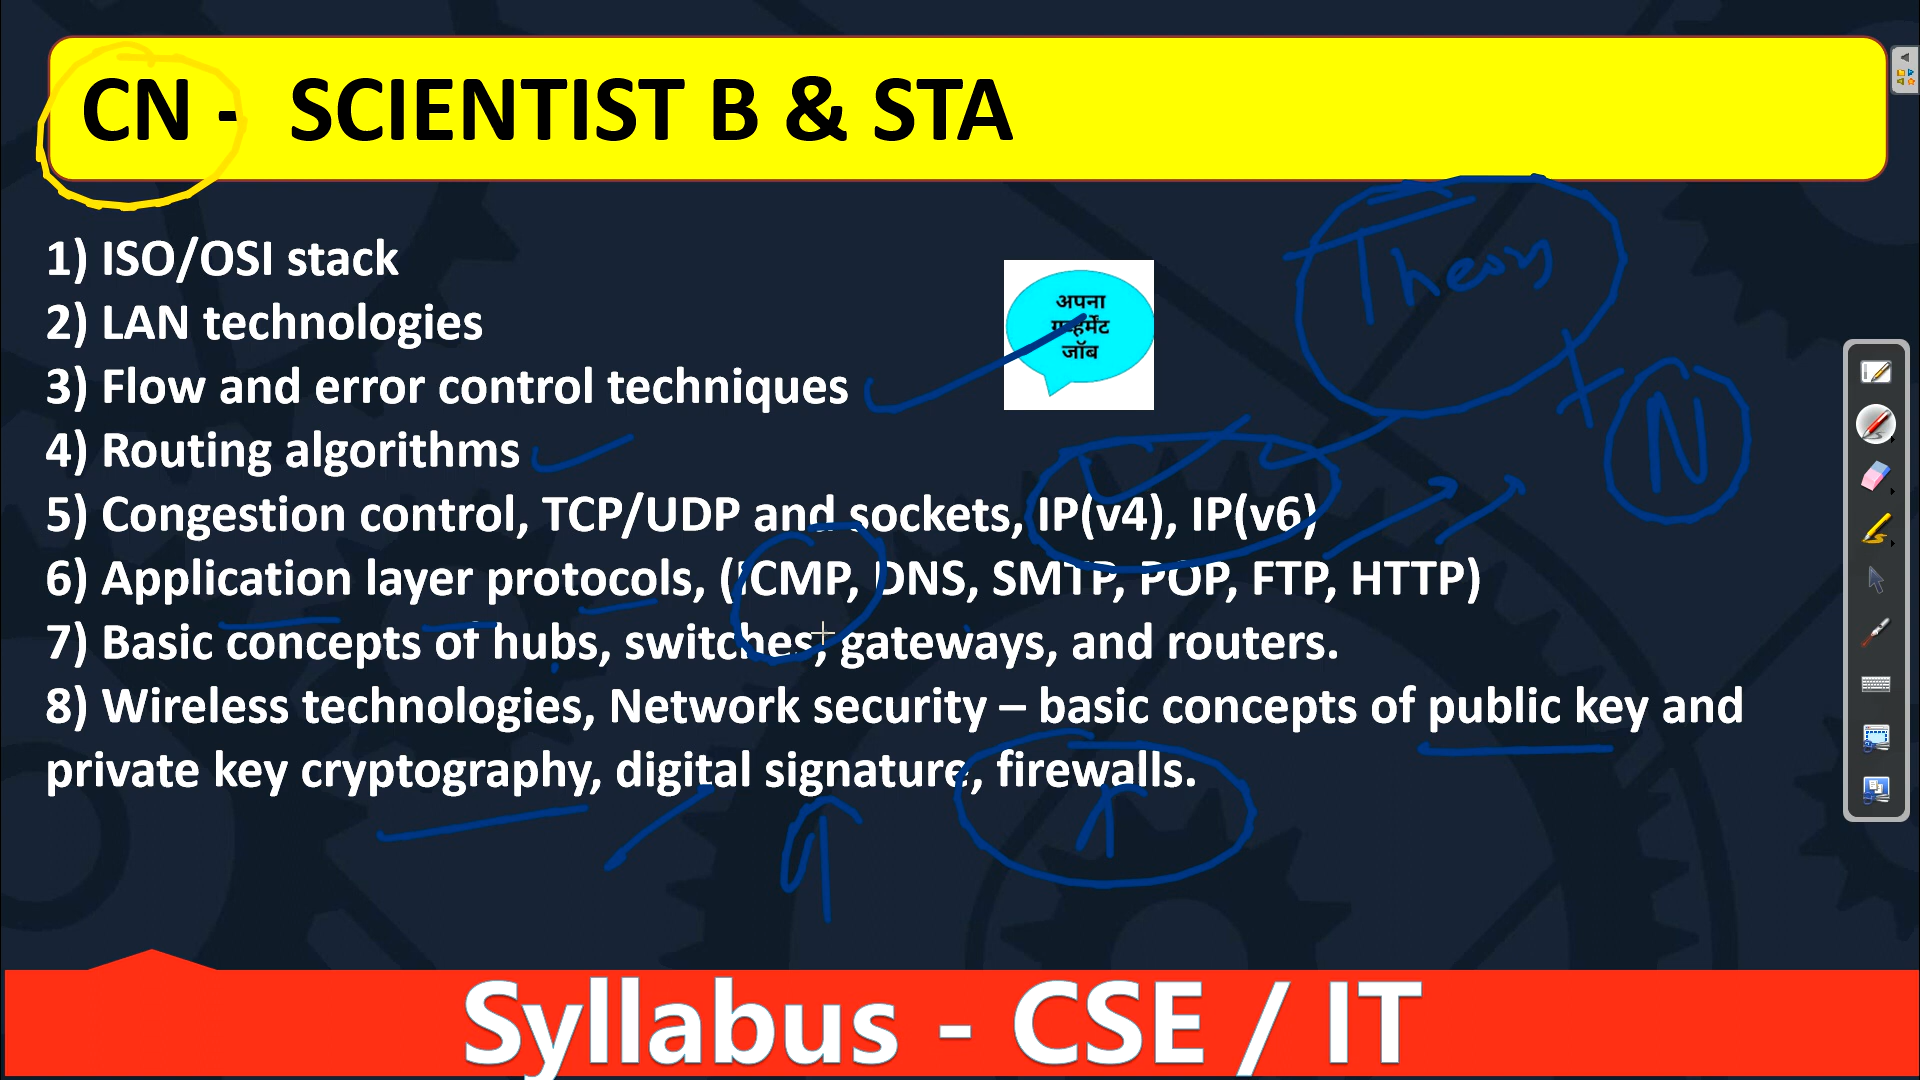 CN - SCIENTIST B & STA
1) ISO/OSI stack
2) LAN technologies
3) Flow and error control techniques
4) Routing algorithms
5) Congestion control, TCP/UDP and sockets, IP(v4), IP(v6)
6) Application layer protocols, (ICMP, DNS, SMTP, POP, FTP, HTTP)
7) Basic concepts of hubs, switches, gateways, and routers.
8) Wireless technologies, Network security – basic concepts of public key and
private key cryptography, digital signature, firewalls.
अपना
गव्हर्मेंट
जॉब
Theory
+ N
Syllabus - CSE / IT